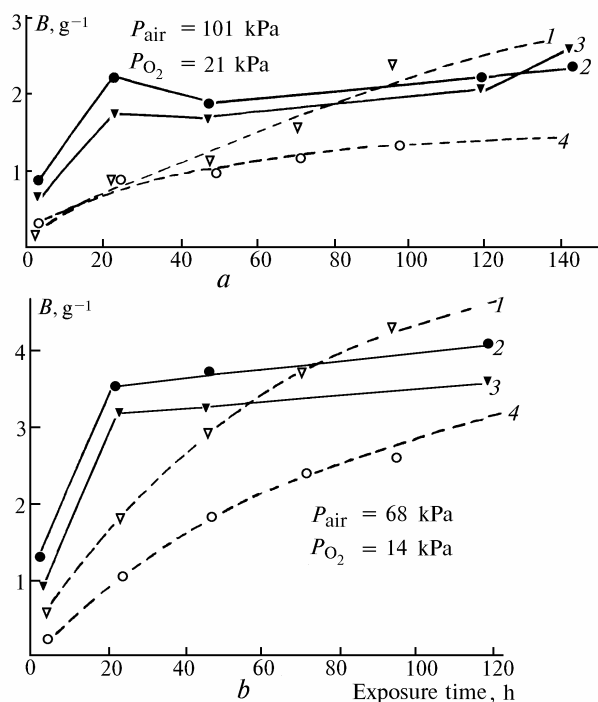 3
B, g⁻¹
P_air = 101 kPa
1
3
P_O₂ = 21 kPa
2
2
1
4
0 20 40 60 80 100 120 140
a
B, g⁻¹
1
4
2
3
3
4
2
P_air = 68 kPa
P_O₂ = 14 kPa
1
0 20 40 60 80 100 120
b Exposure time, h